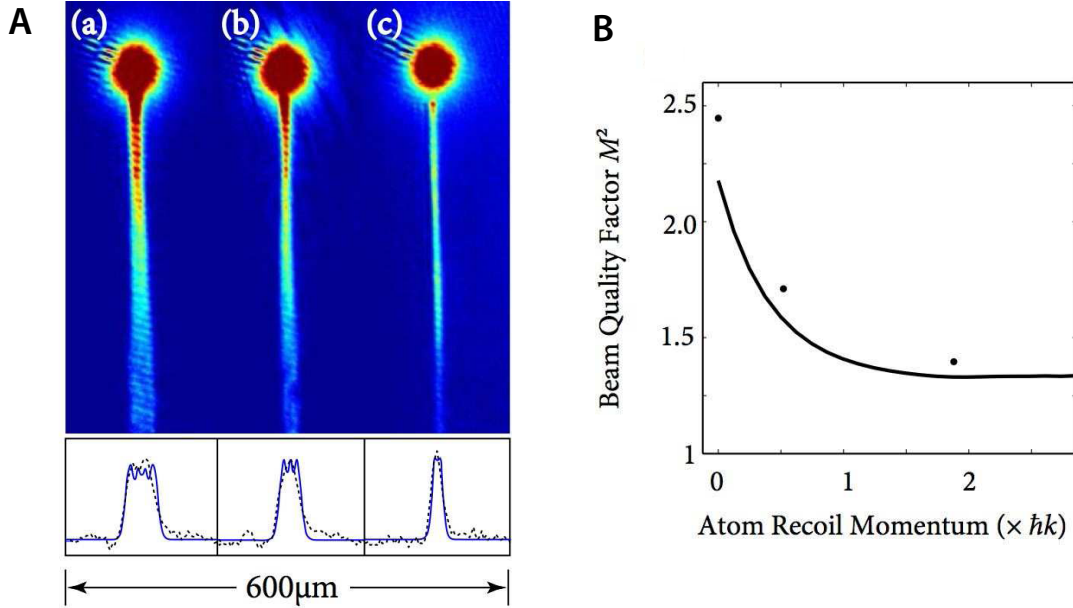 A
(a)
(b)
(c)
600μm
B
Beam Quality Factor M²
2.5
2.0
1.5
1
0
1
2
Atom Recoil Momentum (× ħk)